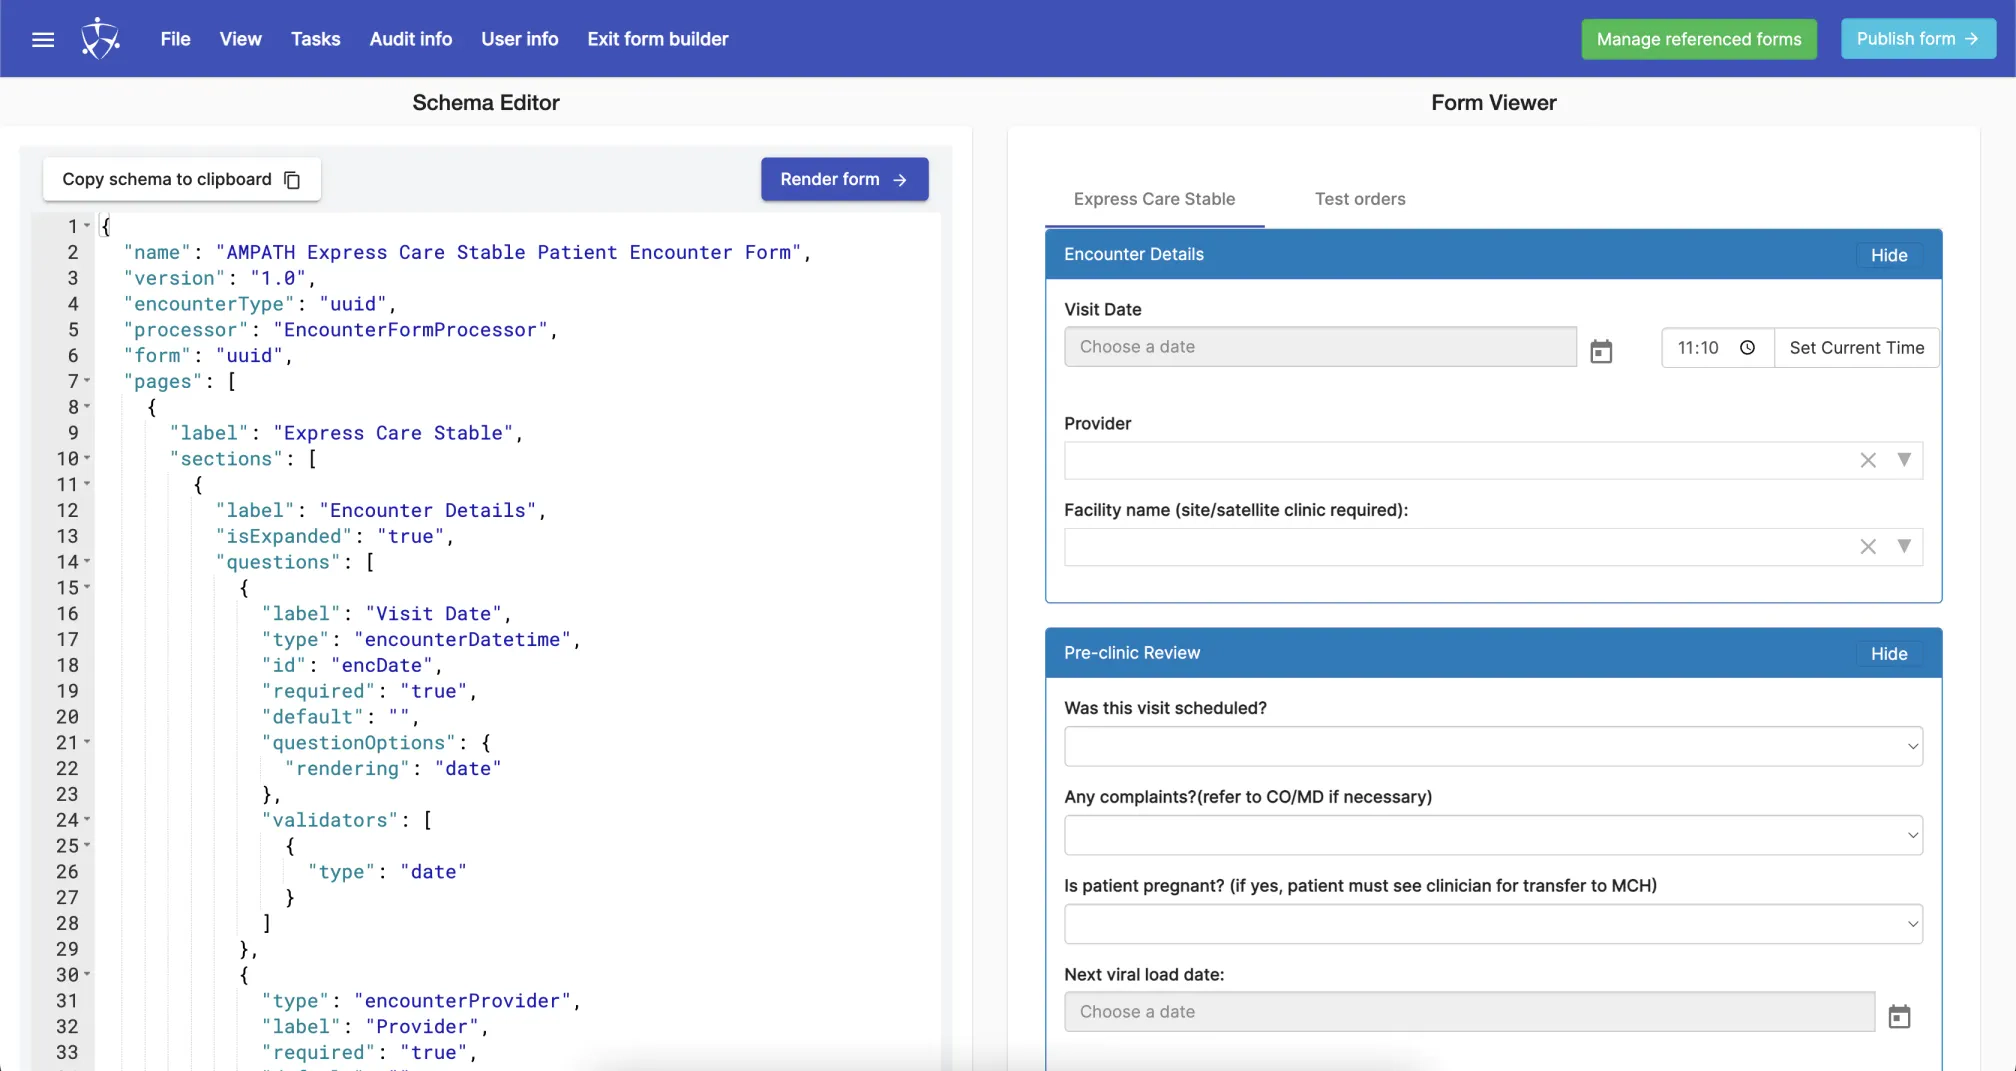 File View Tasks Audit info User info Exit form builder Manage referenced forms Publish form
Schema Editor
Copy schema to clipboard Render form
1 {
2 "name": "AMPATH Express Care Stable Patient Encounter Form",
3 "version": "1.0",
4 "encounterType": "uuid",
5 "processor": "EncounterFormProcessor",
6 "form": "uuid",
7 "pages": [
8 {
9 "label": "Express Care Stable",
10 "sections": [
11 {
12 "label": "Encounter Details",
13 "isExpanded": "true",
14 "questions": [
15 {
16 "label": "Visit Date",
17 "type": "encounterDatetime",
18 "id": "encDate",
19 "required": "true",
20 "default": "",
21 "questionOptions": {
22 "rendering": "date"
23 },
24 "validators": [
25 {
26 "type": "date"
27 }
28 ]
29 },
30 {
31 "type": "encounterProvider",
32 "label": "Provider",
33 "required": "true",
Form Viewer
Express Care Stable Test orders
Encounter Details Hide
Visit Date
Choose a date 11:10 Set Current Time
Provider
Facility name (site/satellite clinic required):
Pre-clinic Review Hide
Was this visit scheduled?
Any complaints?(refer to CO/MD if necessary)
Is patient pregnant? (if yes, patient must see clinician for transfer to MCH)
Next viral load date:
Choose a date